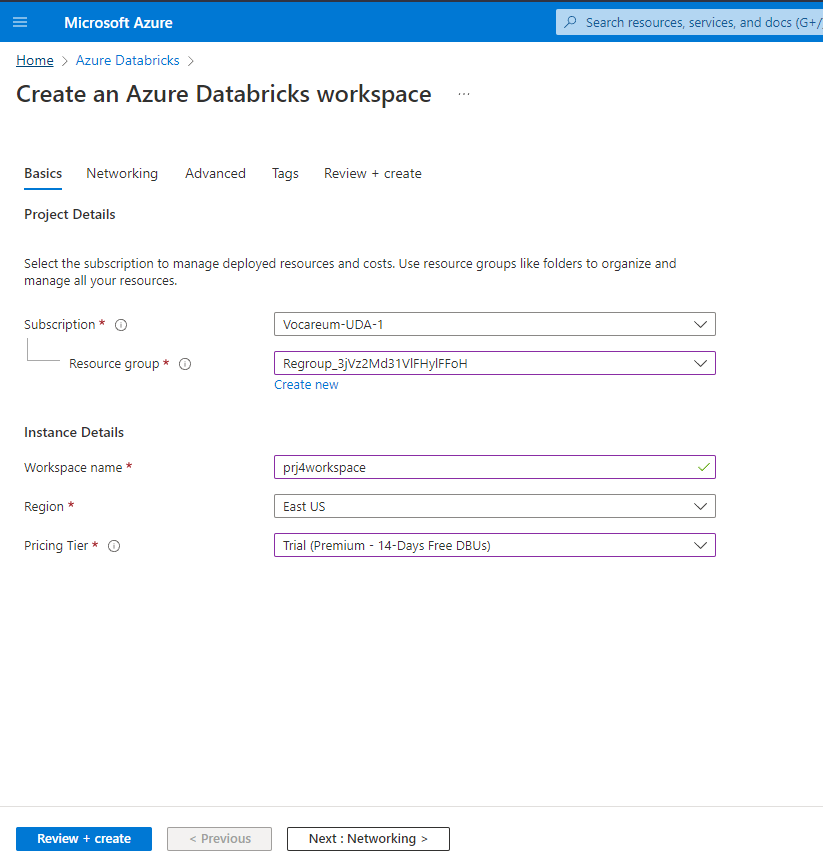 Microsoft Azure
Search resources, services, and docs (G+/
Home > Azure Databricks >
Create an Azure Databricks workspace ...
Basics Networking Advanced Tags Review + create
Project Details
Select the subscription to manage deployed resources and costs. Use resource groups like folders to organize and
manage all your resources.
Subscription * Vocareum-UDA-1
Resource group * Regroup_3jVz2Md31VlFHylFFoH
Create new
Instance Details
Workspace name * prj4workspace
Region * East US
Pricing Tier * Trial (Premium - 14-Days Free DBUs)
Review + create < Previous Next : Networking >